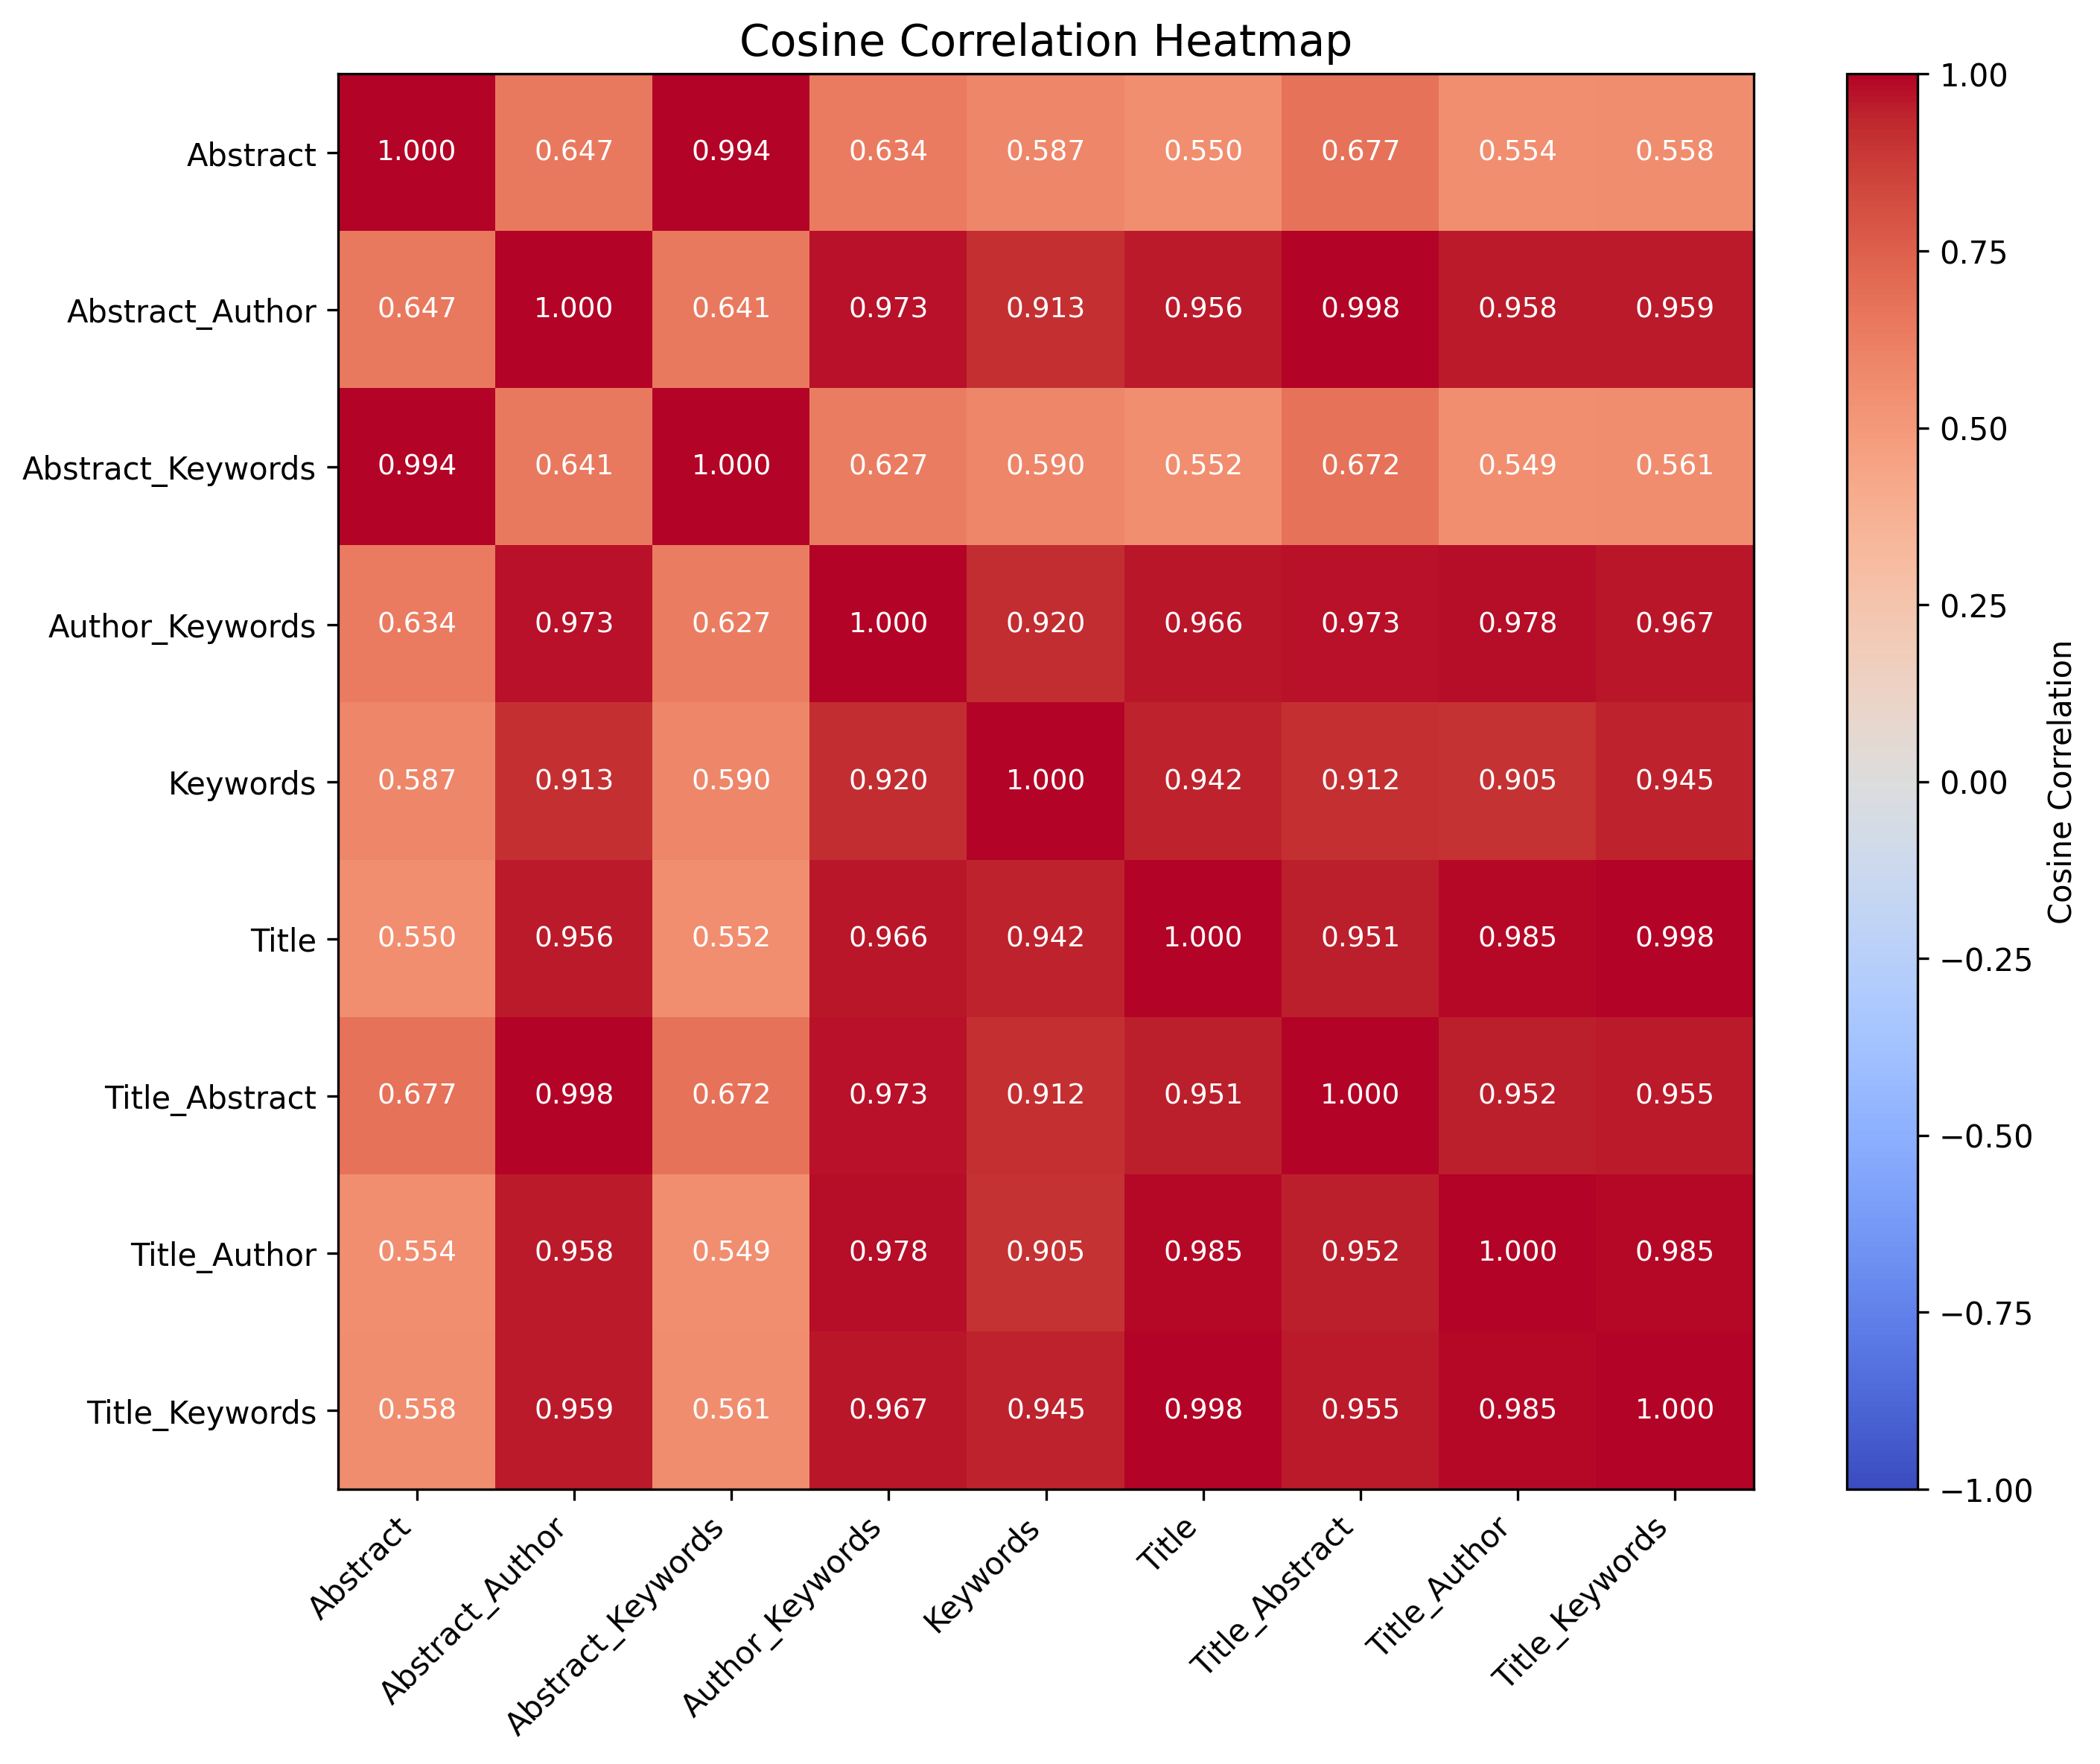 Cosine Correlation Heatmap
Abstract 1.000 0.647 0.994 0.634 0.587 0.550 0.677 0.554 0.558
Abstract_Author 0.647 1.000 0.641 0.973 0.913 0.956 0.998 0.958 0.959
Abstract_Keywords 0.994 0.641 1.000 0.627 0.590 0.552 0.672 0.549 0.561
Author_Keywords 0.634 0.973 0.627 1.000 0.920 0.966 0.973 0.978 0.967
Keywords 0.587 0.913 0.590 0.920 1.000 0.942 0.912 0.905 0.945
Title 0.550 0.956 0.552 0.966 0.942 1.000 0.951 0.985 0.998
Title_Abstract 0.677 0.998 0.672 0.973 0.912 0.951 1.000 0.952 0.955
Title_Author 0.554 0.958 0.549 0.978 0.905 0.985 0.952 1.000 0.985
Title_Keywords 0.558 0.959 0.561 0.967 0.945 0.998 0.955 0.985 1.000
Abstract
Abstract_Author
Abstract_Keywords
Author_Keywords
Keywords
Title
Title_Abstract
Title_Author
Title_Keywords
1.00
0.75
0.50
0.25
0.00
−0.25
−0.50
−0.75
−1.00
Cosine Correlation